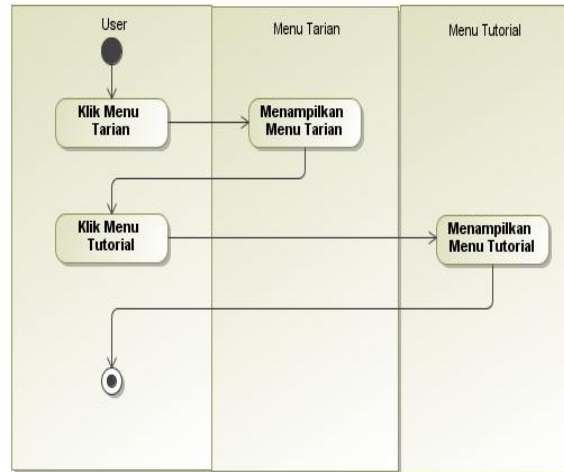 User
Menu Tarian
Menu Tutorial
Klik Menu
Tarian
Menampilkan
Menu Tarian
Klik Menu
Tutorial
Menampilkan
Menu Tutorial